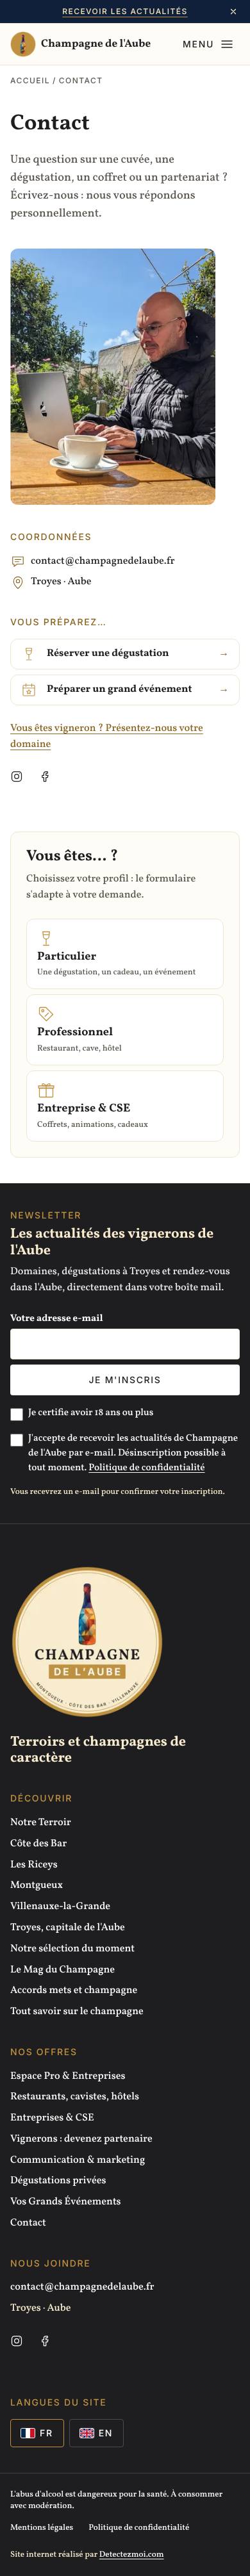 RECEVOIR LES ACTUALITÉS ×
Champagne de l'Aube
MENU
ACCUEIL / CONTACT
Contact
Une question sur une cuvée, une
dégustation, un coffret ou un partenariat ?
Écrivez-nous : nous vous répondons
personnellement.
COORDONNÉES
contact@champagnedelaube.fr
Troyes · Aube
VOUS PRÉPAREZ…
Réserver une dégustation →
Préparer un grand événement →
Vous êtes vigneron ? Présentez-nous votre
domaine
Vous êtes… ?
Choisissez votre profil : le formulaire
s'adapte à votre demande.
Particulier
Une dégustation, un cadeau, un événement
Professionnel
Restaurant, cave, hôtel
Entreprise & CSE
Coffrets, animations, cadeaux
NEWSLETTER
Les actualités des vignerons de
l'Aube
Domaines, dégustations à Troyes et rendez-vous
dans l'Aube, directement dans votre boîte mail.
Votre adresse e-mail
JE M'INSCRIS
Je certifie avoir 18 ans ou plus
J'accepte de recevoir les actualités de Champagne
de l'Aube par e-mail. Désinscription possible à
tout moment. Politique de confidentialité
Vous recevrez un e-mail pour confirmer votre inscription.
CHAMPAGNE
DE L'AUBE
MONTGUEUX · CÔTE DES BAR · VILLENAUXE
Terroirs et champagnes de
caractère
DÉCOUVRIR
Notre Terroir
Côte des Bar
Les Riceys
Montgueux
Villenauxe-la-Grande
Troyes, capitale de l'Aube
Notre sélection du moment
Le Mag du Champagne
Accords mets et champagne
Tout savoir sur le champagne
NOS OFFRES
Espace Pro & Entreprises
Restaurants, cavistes, hôtels
Entreprises & CSE
Vignerons : devenez partenaire
Communication & marketing
Dégustations privées
Vos Grands Événements
Contact
NOUS JOINDRE
contact@champagnedelaube.fr
Troyes · Aube
LANGUES DU SITE
FR EN
L'abus d'alcool est dangereux pour la santé. À consommer
avec modération.
Mentions légales Politique de confidentialité
Site internet réalisé par Detectezmoi.com